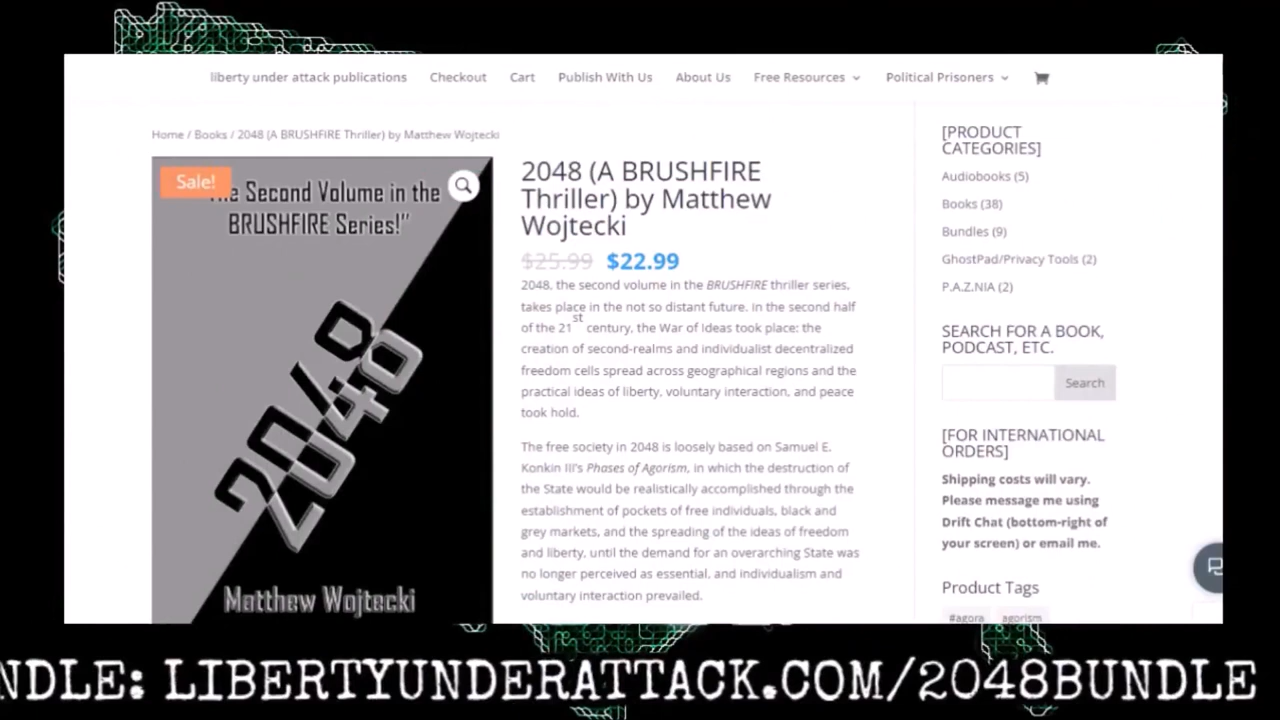 liberty under attack publications Checkout Cart Publish With Us About Us Free Resources Political Prisoners
Home / Books / 2048 (A BRUSHFIRE Thriller) by Matthew Wojtecki
Sale!
The Second Volume in the
BRUSHFIRE Series!"
2048
Matthew Wojtecki
2048 (A BRUSHFIRE
Thriller) by Matthew
Wojtecki
$25.99 $22.99
2048, the second volume in the BRUSHFIRE thriller series,
takes place in the not so distant future. In the second half
of the 21st century, the War of Ideas took place: the
creation of second-realms and individualist decentralized
freedom cells spread across geographical regions and the
practical ideas of liberty, voluntary interaction, and peace
took hold.
The free society in 2048 is loosely based on Samuel E.
Konkin III's Phases of Agorism, in which the destruction of
the State would be realistically accomplished through the
establishment of pockets of free individuals, black and
grey markets, and the spreading of the ideas of freedom
and liberty, until the demand for an overarching State was
no longer perceived as essential, and individualism and
voluntary interaction prevailed.
[PRODUCT
CATEGORIES]
Audiobooks (5)
Books (38)
Bundles (9)
GhostPad/Privacy Tools (2)
P.A.Z.NIA (2)
SEARCH FOR A BOOK,
PODCAST, ETC.
Search
[FOR INTERNATIONAL
ORDERS]
Shipping costs will vary.
Please message me using
Drift Chat (bottom-right of
your screen) or email me.
Product Tags
#agora agorism
NDLE: LIBERTYUNDERATTACK.COM/2048BUNDLE